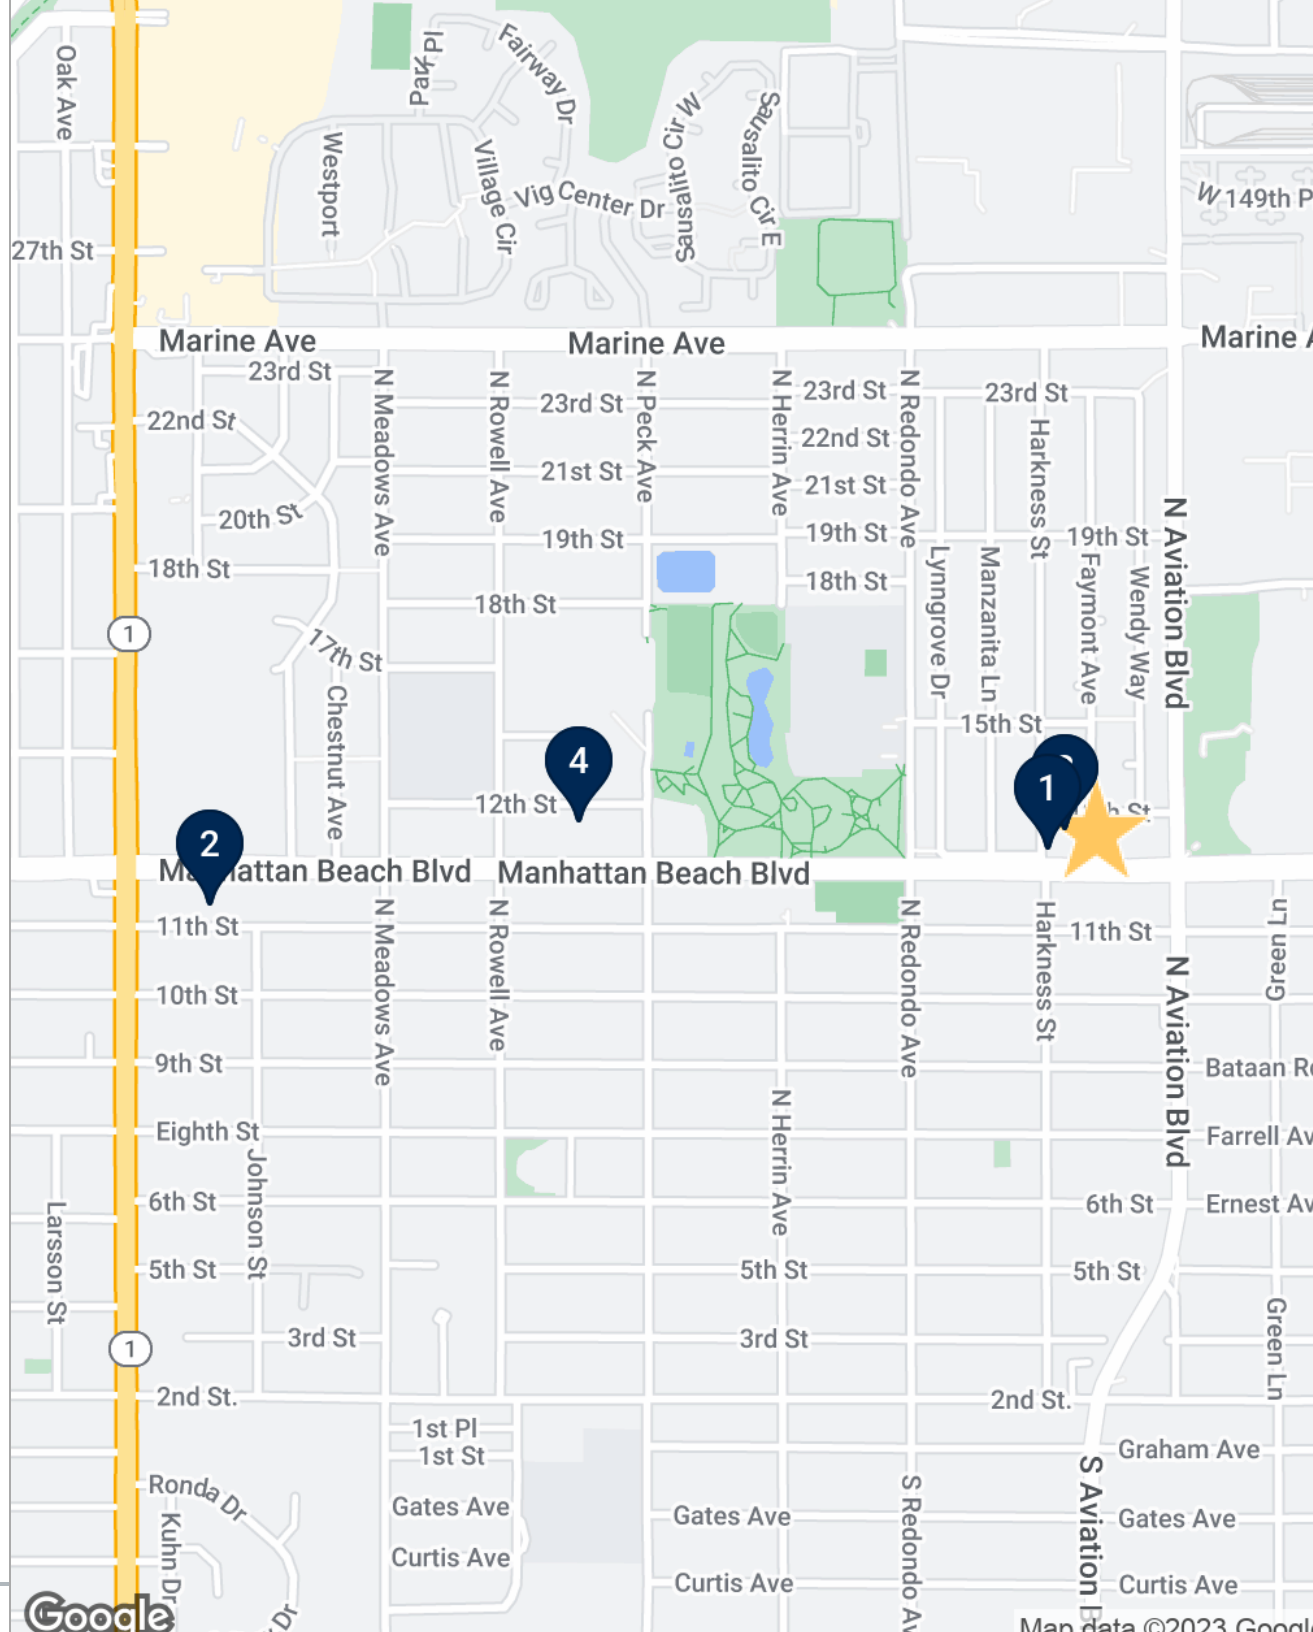 Oak Ave
Park Pl
Fairway Dr
Westport
Village Cir
Vig Center Dr
Sausalito Cir W
Sausalito Cir E
W 149th P
27th St
Marine Ave
Marine Ave
Marine A
23rd St
22nd St
20th St
18th St
N Meadows Ave
N Rowell Ave
23rd St
21st St
19th St
18th St
N Peck Ave
N Herrin Ave
23rd St
22nd St
21st St
19th St
18th St
N Redondo Ave
23rd St
Harkness St
19th St
Lynngrove Dr
Manzanita Ln
Faymont Ave
Wendy Way
N Aviation Blvd
1
17th St
Chestnut Ave
15th St
4
12th St
1
h St
2
Manhattan Beach Blvd
Manhattan Beach Blvd
11th St
N Meadows Ave
N Rowell Ave
N Redondo Ave
Harkness St
11th St
Green Ln
10th St
N Aviation Blvd
9th St
Bataan R
Eighth St
Johnson St
N Herrin Ave
Farrell Av
6th St
6th St
Ernest Av
Larsson St
5th St
5th St
5th St
3rd St
3rd St
Green Ln
1
2nd St.
2nd St.
1st Pl
1st St
Graham Ave
Ronda Dr
Kuhn Dr
Gates Ave
Gates Ave
Gates Ave
S Redondo Av
S Aviation B
Curtis Ave
Curtis Ave
Curtis Ave
Dr
Google
Map data ©2023 Google